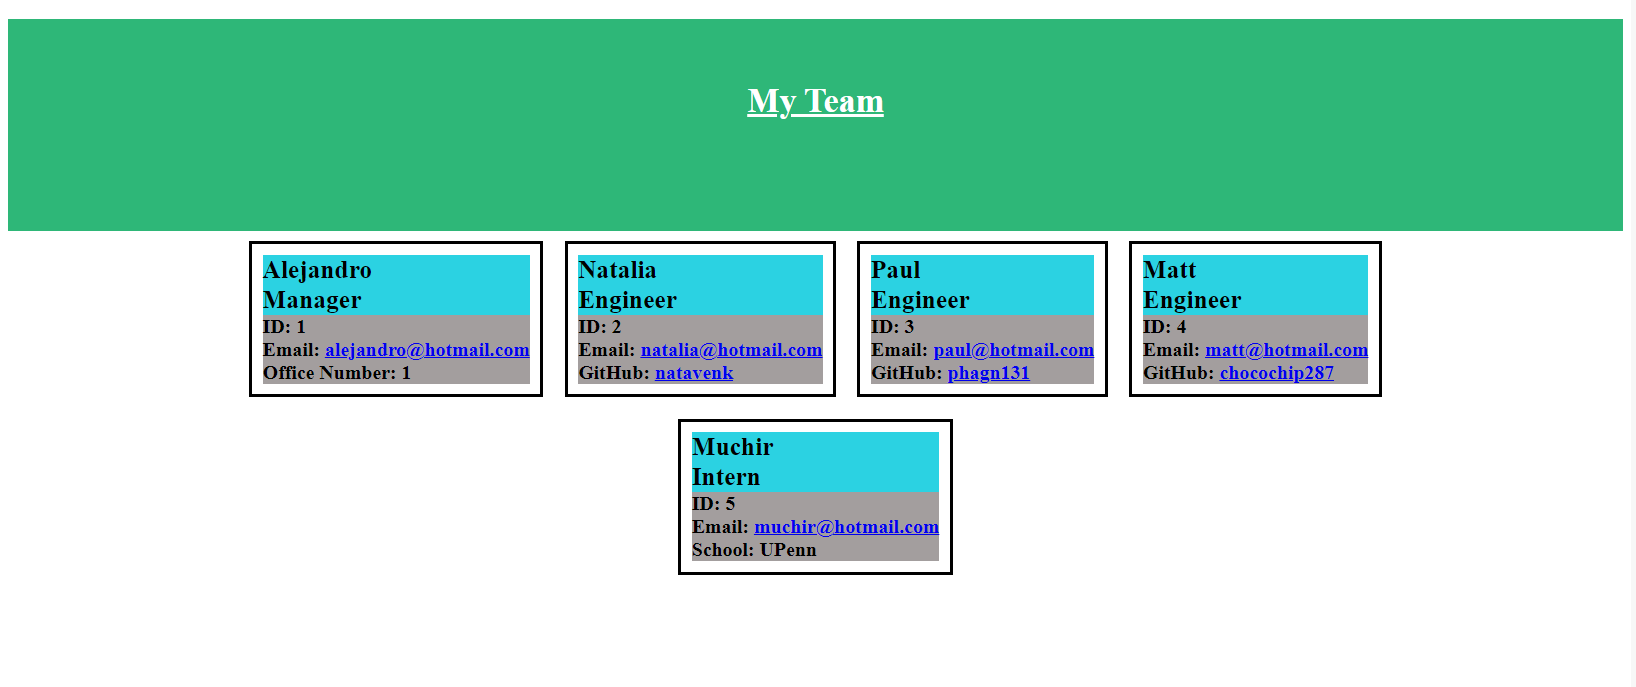 My Team
Alejandro
Manager
ID: 1
Email: alejandro@hotmail.com
Office Number: 1
Natalia
Engineer
ID: 2
Email: natalia@hotmail.com
GitHub: natavenk
Paul
Engineer
ID: 3
Email: paul@hotmail.com
GitHub: phagn131
Matt
Engineer
ID: 4
Email: matt@hotmail.com
GitHub: chocochip287
Muchir
Intern
ID: 5
Email: muchir@hotmail.com
School: UPenn